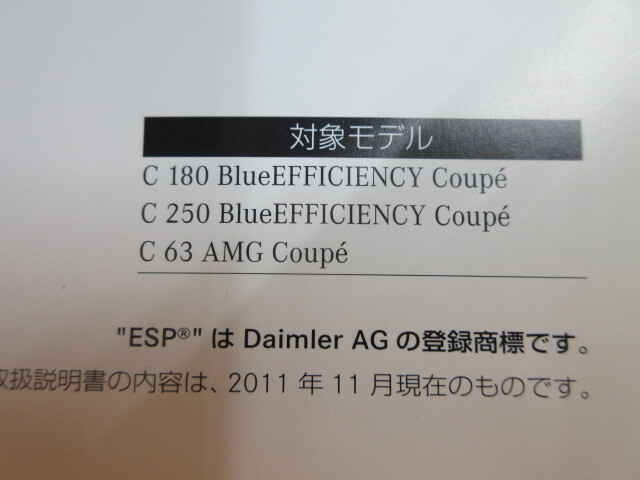 対象モデル
C 180 BlueEFFICIENCY Coupé
C 250 BlueEFFICIENCY Coupé
C 63 AMG Coupé
"ESP®" は Daimler AG の登録商標です。
取扱説明書の内容は、2011 年 11 月現在のものです。